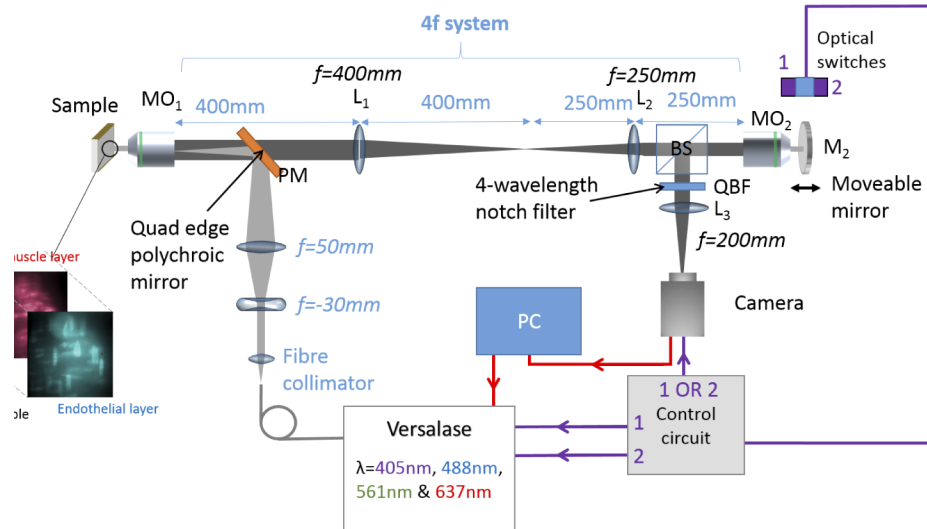 4f system
f=400mm
f=250mm
Optical
switches
1
2
Sample
MO1
400mm
L1
400mm
250mm
L2
250mm
MO2
BS
M2
PM
4-wavelength
notch filter
QBF
Moveable
mirror
L3
Quad edge
polychroic
mirror
f=50mm
f=200mm
uscle layer
f=-30mm
Camera
PC
Fibre
collimator
1 OR 2
Control
circuit
1
2
Endothelial layer
ple
Versalase
λ=405nm, 488nm,
561nm & 637nm